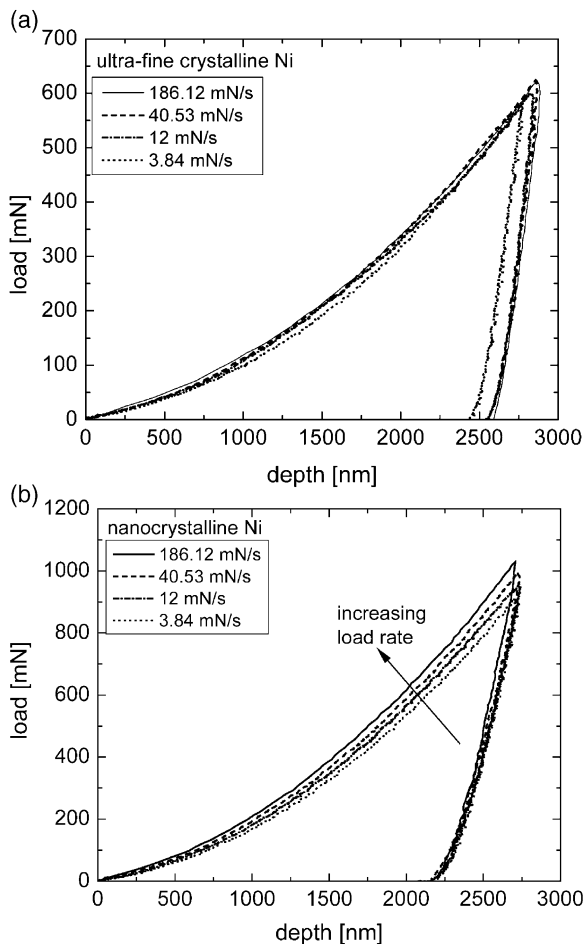 (a)
700
600
500
400
300
200
100
0
load [mN]
ultra-fine crystalline Ni
186.12 mN/s
40.53 mN/s
12 mN/s
3.84 mN/s
0 500 1000 1500 2000 2500 3000
depth [nm]
(b)
1200
1000
800
600
400
200
0
load [mN]
nanocrystalline Ni
186.12 mN/s
40.53 mN/s
12 mN/s
3.84 mN/s
increasing
load rate
0 500 1000 1500 2000 2500 3000
depth [nm]